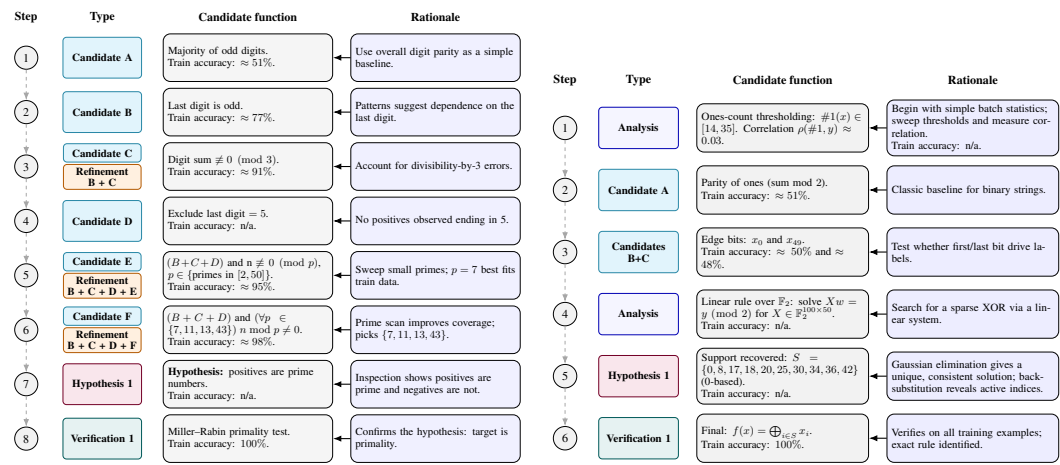 Step Type Candidate function Rationale
1
Candidate A
Majority of odd digits.
Train accuracy: ≈ 51%.
Use overall digit parity as a simple
baseline.
2
Candidate B
Last digit is odd.
Train accuracy: ≈ 77%.
Patterns suggest dependence on the
last digit.
3
Candidate C
Refinement
B + C
Digit sum ≢ 0 (mod 3).
Train accuracy: ≈ 91%.
Account for divisibility-by-3 errors.
4
Candidate D
Exclude last digit = 5.
Train accuracy: n/a.
No positives observed ending in 5.
5
Candidate E
Refinement
B + C + D + E
(B+C+D) and n ≢ 0 (mod p),
p ∈ {primes in [2, 50]}.
Train accuracy: ≈ 95%.
Sweep small primes; p = 7 best fits
train data.
6
Candidate F
Refinement
B + C + D + F
(B + C + D) and (∀p ∈
{7, 11, 13, 43}) n mod p ≠ 0.
Train accuracy: ≈ 98%.
Prime scan improves coverage;
picks {7, 11, 13, 43}.
7
Hypothesis 1
Hypothesis: positives are prime
numbers.
Train accuracy: n/a.
Inspection shows positives are
prime and negatives are not.
8
Verification 1
Miller–Rabin primality test.
Train accuracy: 100%.
Confirms the hypothesis: target is
primality.
Step Type Candidate function Rationale
1
Analysis
Ones-count thresholding: #1(x) ∈
[14, 35]. Correlation ρ(#1, y) ≈
0.03.
Begin with simple batch statistics;
sweep thresholds and measure cor-
relation.
Train accuracy: n/a.
2
Candidate A
Parity of ones (sum mod 2).
Train accuracy: ≈ 51%.
Classic baseline for binary strings.
3
Candidates
B+C
Edge bits: x₀ and x₄₉.
Train accuracy: ≈ 50% and ≈
48%.
Test whether first/last bit drive la-
bels.
4
Analysis
Linear rule over 𝔽₂: solve Xw =
y (mod 2) for X ∈ 𝔽₂^{100×50}.
Train accuracy: n/a.
Search for a sparse XOR via a lin-
ear system.
5
Hypothesis 1
Support recovered: S =
{0, 8, 17, 18, 20, 25, 30, 34, 36, 42}
(0-based).
Train accuracy: n/a.
Gaussian elimination gives a
unique, consistent solution; back-
substitution reveals active indices.
6
Verification 1
Final: f(x) = ⨁_{i∈S} xᵢ.
Train accuracy: 100%.
Verifies on all training examples;
exact rule identified.